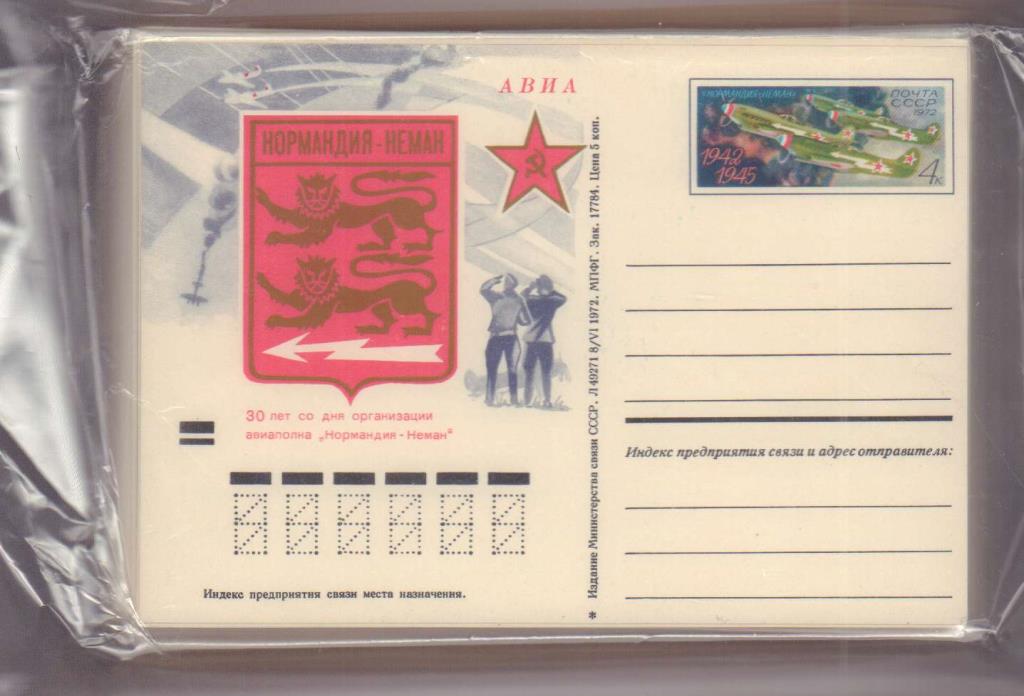 АВИА
НОРМАНДИЯ-НЕМАН
30 лет со дня организации
авиаполка „Нормандия-Неман"
Индекс предприятия связи места назначения.
* Издание Министерства связи СССР. Л 49271 8/VI 1972. МПФГ. Зак. 17784. Цена 5 коп.
«НОРМАНДИЯ-НЕМАН»
ПОЧТА
СССР
1972
1942
1945
4к
Индекс предприятия связи и адрес отправителя: